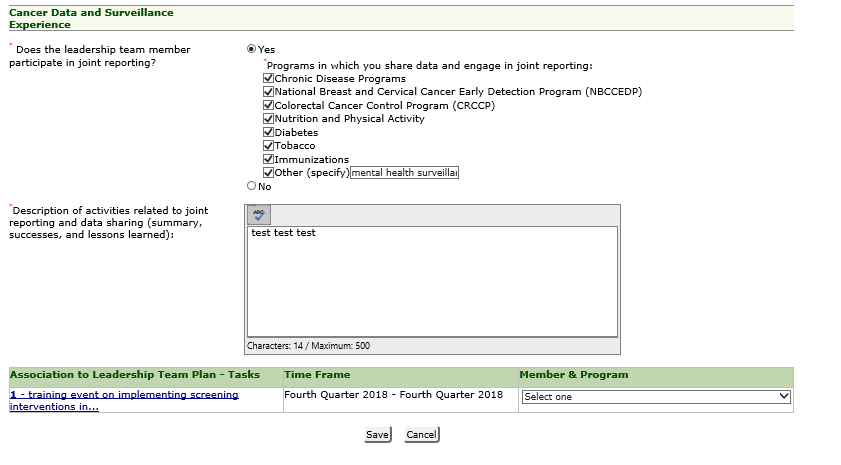 Cancer Data and Surveillance
Experience
* Does the leadership team member
participate in joint reporting?
Yes
*Programs in which you share data and engage in joint reporting:
Chronic Disease Programs
National Breast and Cervical Cancer Early Detection Program (NBCCEDP)
Colorectal Cancer Control Program (CRCCP)
Nutrition and Physical Activity
Diabetes
Tobacco
Immunizations
Other (specify) mental health surveillan
No
*Description of activities related to joint
reporting and data sharing (summary,
successes, and lessons learned):
ABC
test test test
Characters: 14 / Maximum: 500
Association to Leadership Team Plan - Tasks Time Frame Member & Program
1 - training event on implementing screening
interventions in... Fourth Quarter 2018 - Fourth Quarter 2018 Select one
Save Cancel